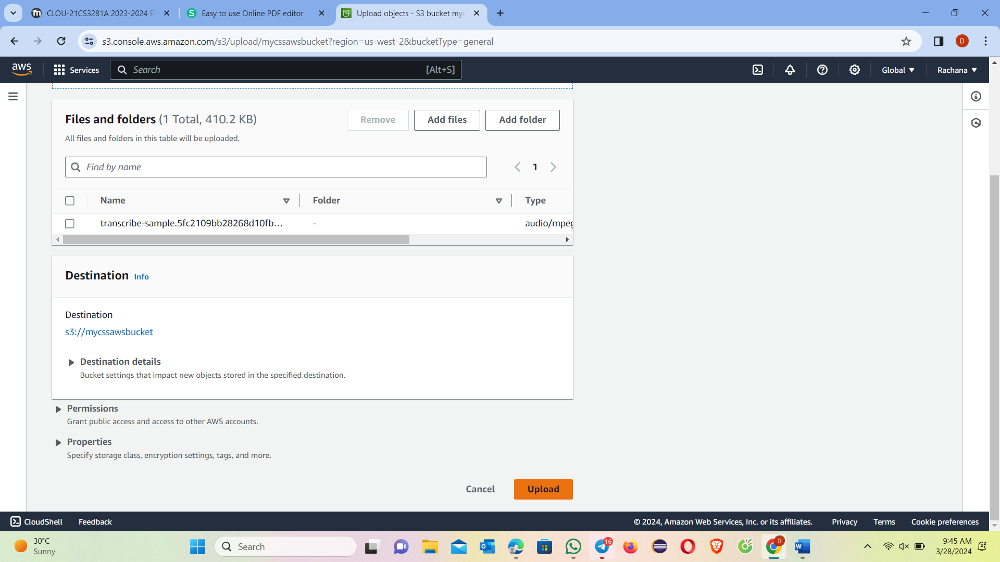 CLOU-21CS3281A 2023-2024 E
Easy to use Online PDF editor
Upload objects - S3 bucket myc
s3.console.aws.amazon.com/s3/upload/mycssawsbucket?region=us-west-2&bucketType=general
D
aws
Services
Search
[Alt+S]
Global
Rachana
Files and folders (1 Total, 410.2 KB)
Remove
Add files
Add folder
All files and folders in this table will be uploaded.
Find by name
1
Name
Folder
Type
transcribe-sample.5fc2109bb28268d10fb...
-
audio/mpeg
Destination Info
Destination
s3://mycssawsbucket
Destination details
Bucket settings that impact new objects stored in the specified destination.
Permissions
Grant public access and access to other AWS accounts.
Properties
Specify storage class, encryption settings, tags, and more.
Cancel
Upload
CloudShell
Feedback
© 2024, Amazon Web Services, Inc. or its affiliates.
Privacy
Terms
Cookie preferences
30°C
Sunny
Search
16
D
9:45 AM
3/28/2024